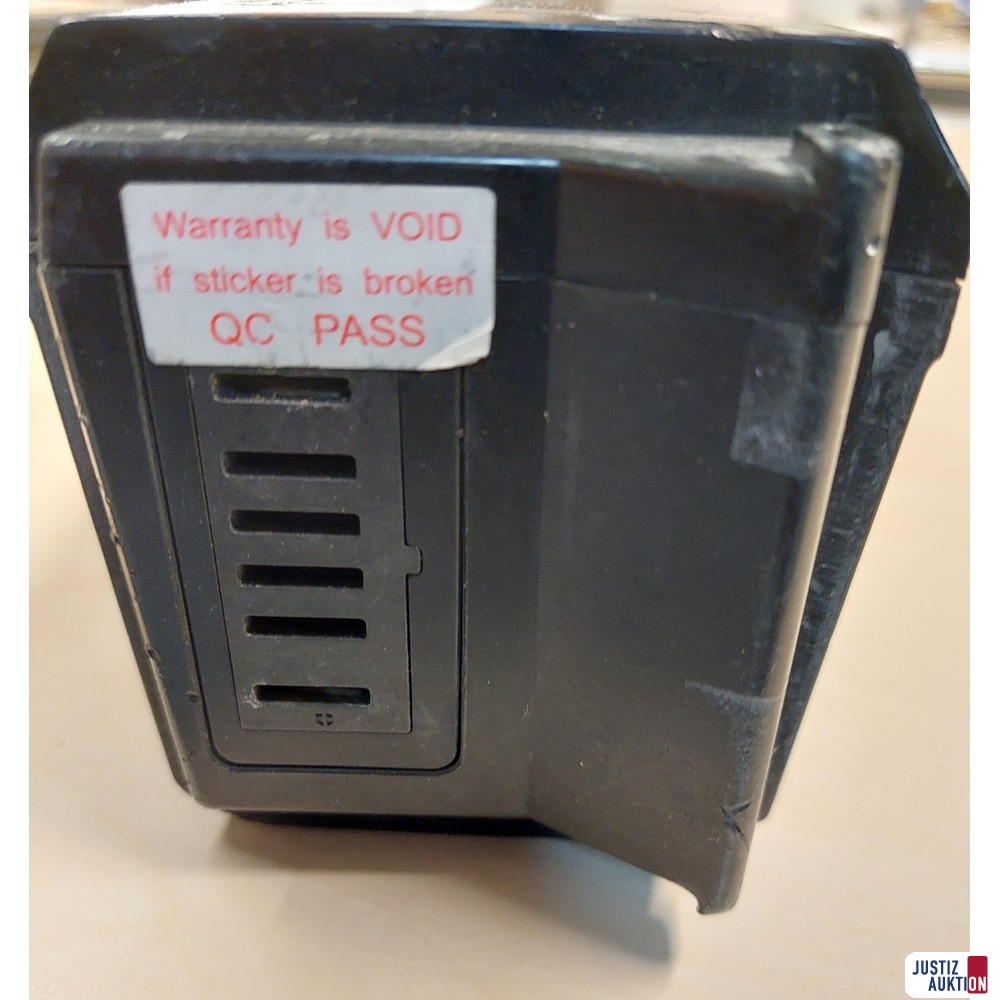 Warranty is VOID
if sticker is broken
QC PASS
+
JUSTIZ
AUKTION